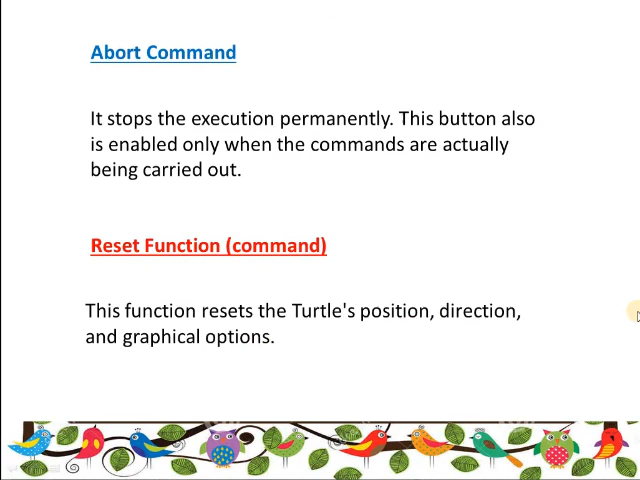 Abort Command
It stops the execution permanently. This button also
is enabled only when the commands are actually
being carried out.
Reset Function (command)
This function resets the Turtle's position, direction,
and graphical options.